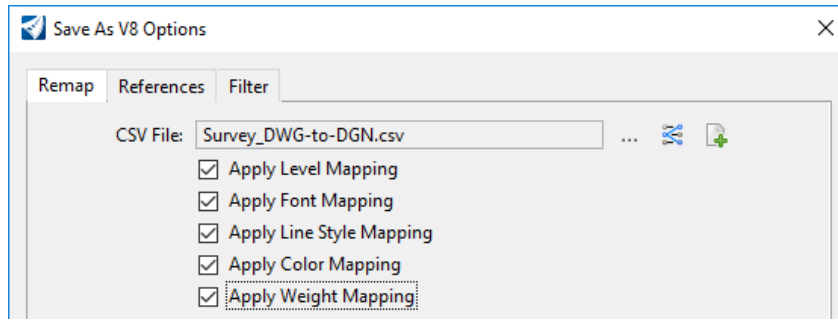 Save As V8 Options
Remap References Filter
CSV File: Survey_DWG-to-DGN.csv ...
Apply Level Mapping
Apply Font Mapping
Apply Line Style Mapping
Apply Color Mapping
Apply Weight Mapping